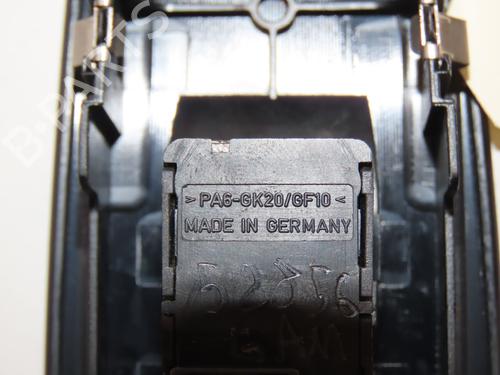 B-PARTS
> PA6-GK20/GF10 <
MADE IN GERMANY